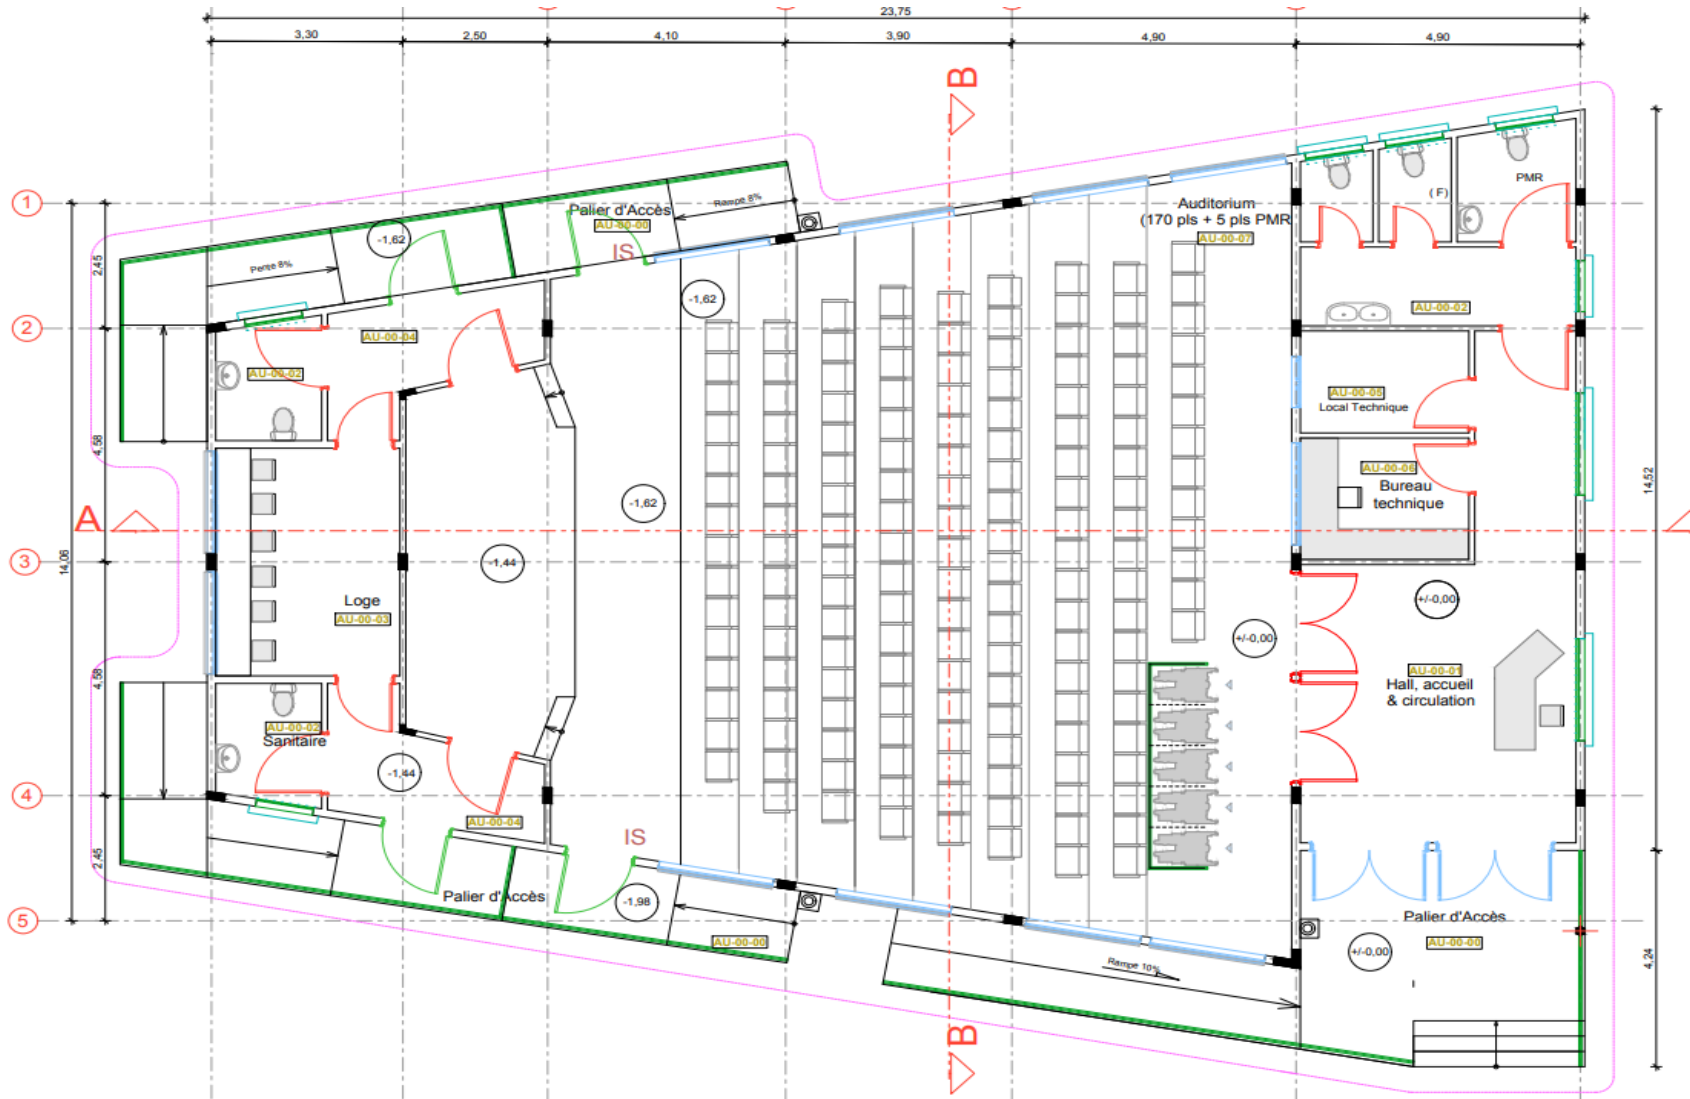 23,75
3,30
2,50
4,10
3,90
4,90
4,90
B
1
2
3
4
5
2,45
4,58
4,58
2,45
14,06
14,52
4,24
A
Palier d'Accès
AU-00-00
Rampe 8%
-1,62
Pente 8%
IS
-1,62
Auditorium
(170 pls + 5 pls PMR
AU-00-07
( F)
PMR
AU-00-02
AU-00-04
AU-00-02
AU-00-05
Local Technique
AU-00-06
Bureau
technique
-1,62
-1,44
Loge
AU-00-03
+/-0,00
+/-0,00
AU-00-01
Hall, accueil
& circulation
AU-00-02
Sanitaire
-1,44
AU-00-04
IS
Palier d'Accès
-1,98
AU-00-00
Rampe 10%
Palier d'Accès
AU-00-00
+/-0,00
B